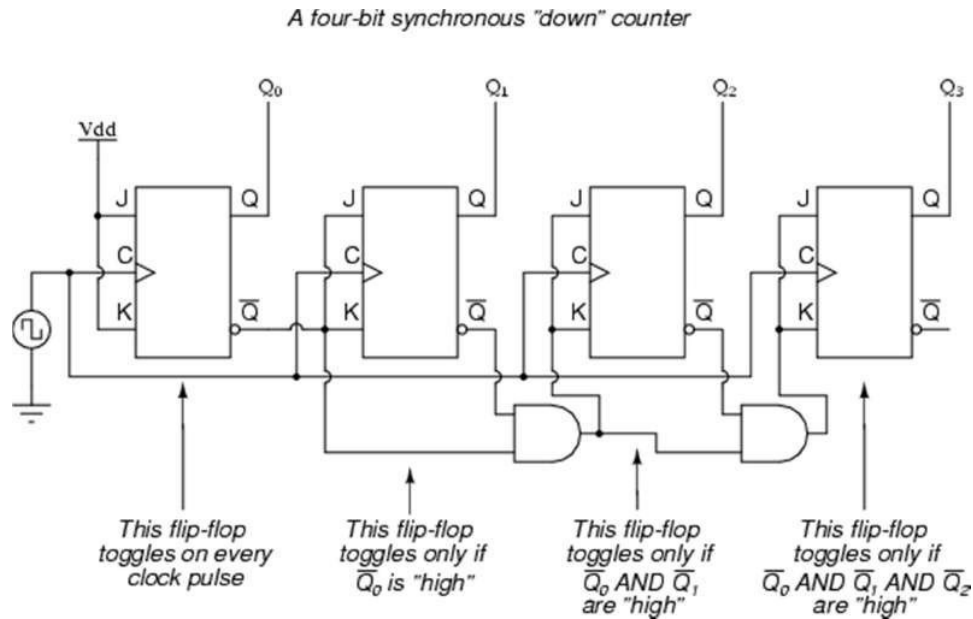 A four-bit synchronous "down" counter
Q₀ Q₁ Q₂ Q₃
Vdd
J Q J Q J Q J Q
C C C C
K Q̅ K Q̅ K Q̅ K Q̅
This flip-flop
toggles on every
clock pulse
This flip-flop
toggles only if
Q̅₀ is "high"
This flip-flop
toggles only if
Q̅₀ AND Q̅₁
are "high"
This flip-flop
toggles only if
Q̅₀ AND Q̅₁ AND Q̅₂
are "high"